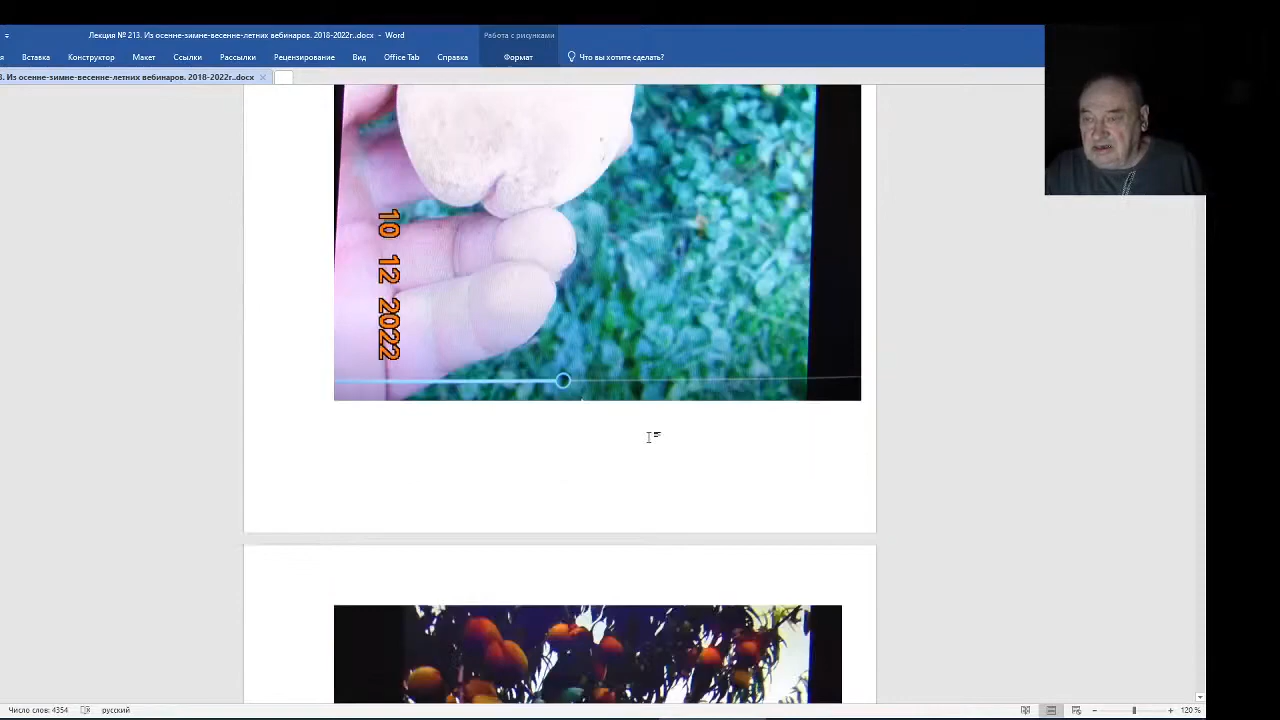 Лекция № 213. Из осенне-зимне-весенне-летних вебинаров. 2018-2022г..docx - Word
Работа с рисунками
Вставка Конструктор Макет Ссылки Рассылки Рецензирование Вид Office Tab Справка Формат Что вы хотите сделать?
3. Из осенне-зимне-весенне-летних вебинаров. 2018-2022г..docx
10 12 2022
Число слов: 4354 русский 120 %